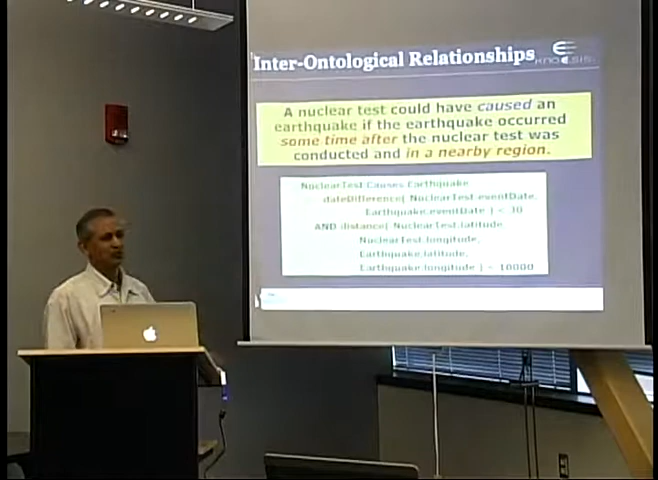 Inter-Ontological Relationships
KNOESIS
A nuclear test could have caused an
earthquake if the earthquake occurred
some time after the nuclear test was
conducted and in a nearby region.
NuclearTest Causes Earthquake
dateDifference( NuclearTest.eventDate,
Earthquake.eventDate ) < 30
AND distance( NuclearTest.latitude,
NuclearTest.longitude,
Earthquake.latitude,
Earthquake.longitude ) < 10000